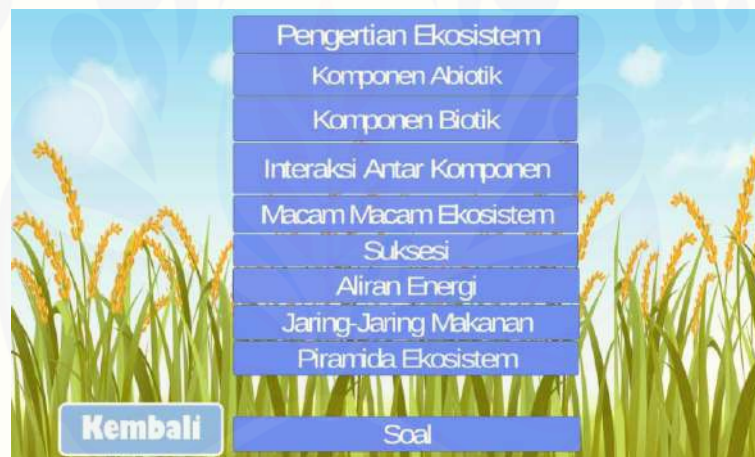 Pengertian Ekosistem
Komponen Abiotik
Komponen Biotik
Interaksi Antar Komponen
Macam Macam Ekosistem
Suksesi
Aliran Energi
Jaring-Jaring Makanan
Piramida Ekosistem
Kembali
Soal